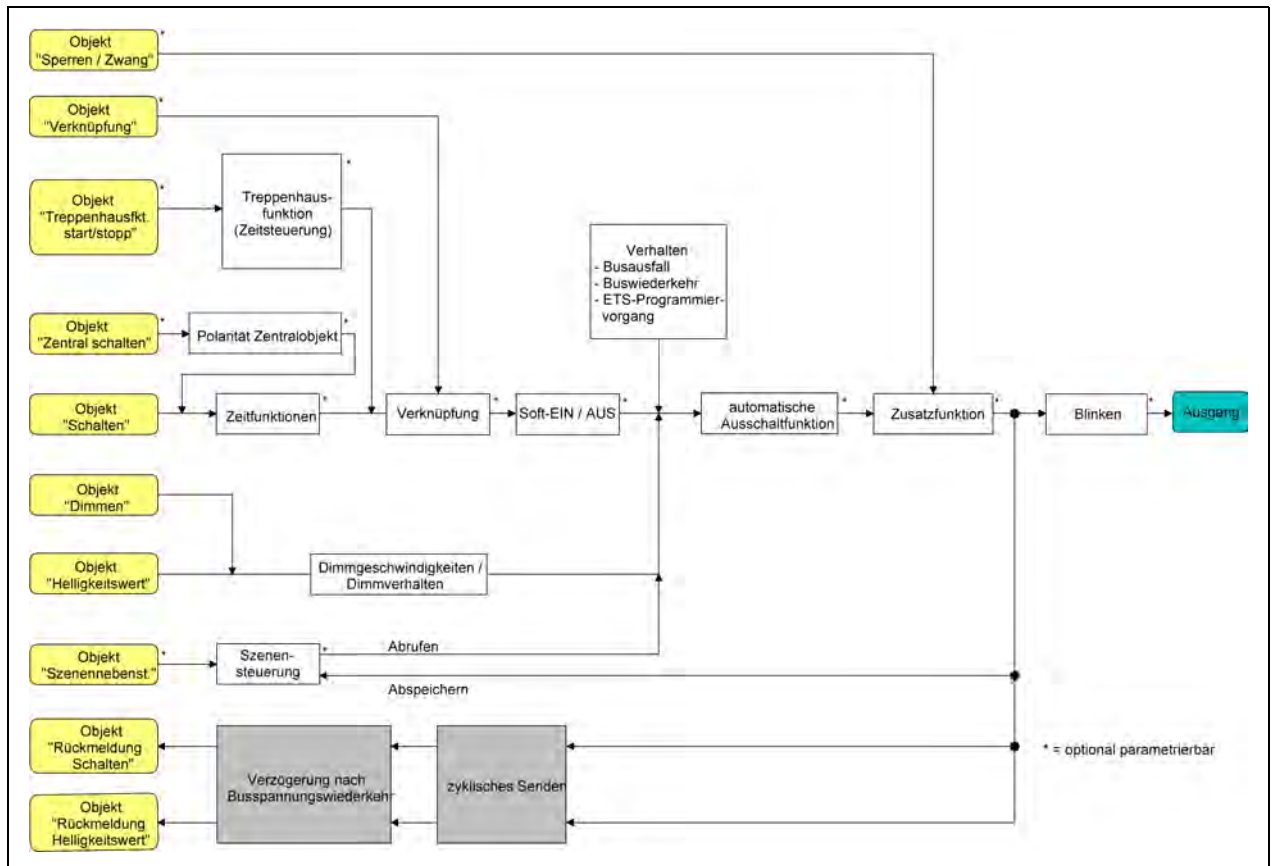 Objekt
"Sperren / Zwang"
*
Objekt
"Verknüpfung"
*
Objekt
"Treppenhausfkt.
start/stopp"
*
Treppenhaus-
funktion
(Zeitsteuerung)
*
Verhalten
- Busausfall
- Buswiederkehr
- ETS-Programmier-
vorgang
Objekt
"Zentral schalten"
*
Polarität Zentralobjekt
*
Objekt
"Schalten"
Zeitfunktionen
*
Verknüpfung
*
Soft-EIN / AUS
*
automatische
Ausschaltfunktion
*
Zusatzfunktion
*
Blinken
*
Ausgang
Objekt
"Dimmen"
Objekt
"Helligkeitswert"
Dimmgeschwindigkeiten /
Dimmverhalten
Objekt
"Szenennebenst."
*
Szenen-
steuerung
*
Abrufen
Abspeichern
Objekt
"Rückmeldung
Schalten"
Verzögerung nach
Busspannungswiederkehr
zyklisches Senden
* = optional parametrierbar
Objekt
"Rückmeldung
Helligkeitswert"